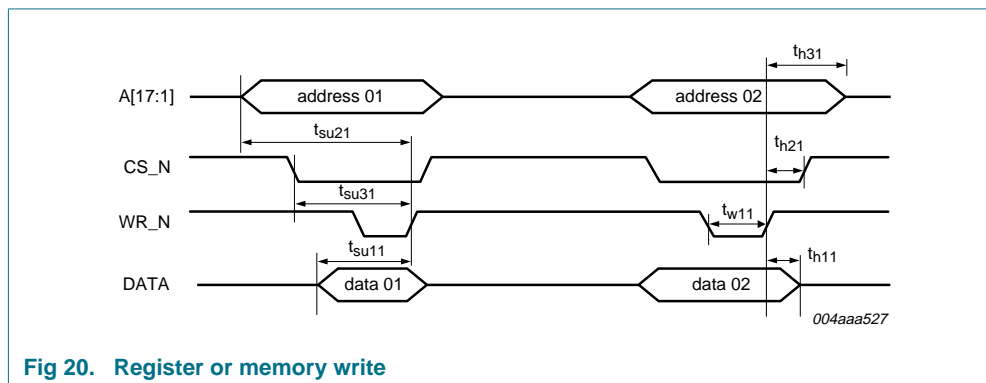 t_h31
A[17:1] address 01 address 02
t_su21
t_h21
CS_N
t_su31
t_w11
WR_N
t_su11
t_h11
DATA data 01 data 02
004aaa527
Fig 20. Register or memory write